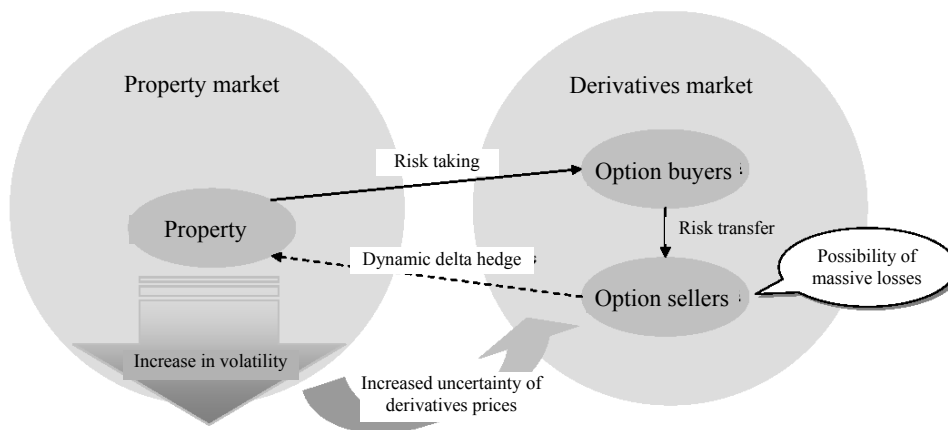 Property market
Derivatives market
Risk taking
Option buyers
Property
Risk transfer
Dynamic delta hedge
Possibility of
massive losses
Option sellers
Increase in volatility
Increased uncertainty of
derivatives prices